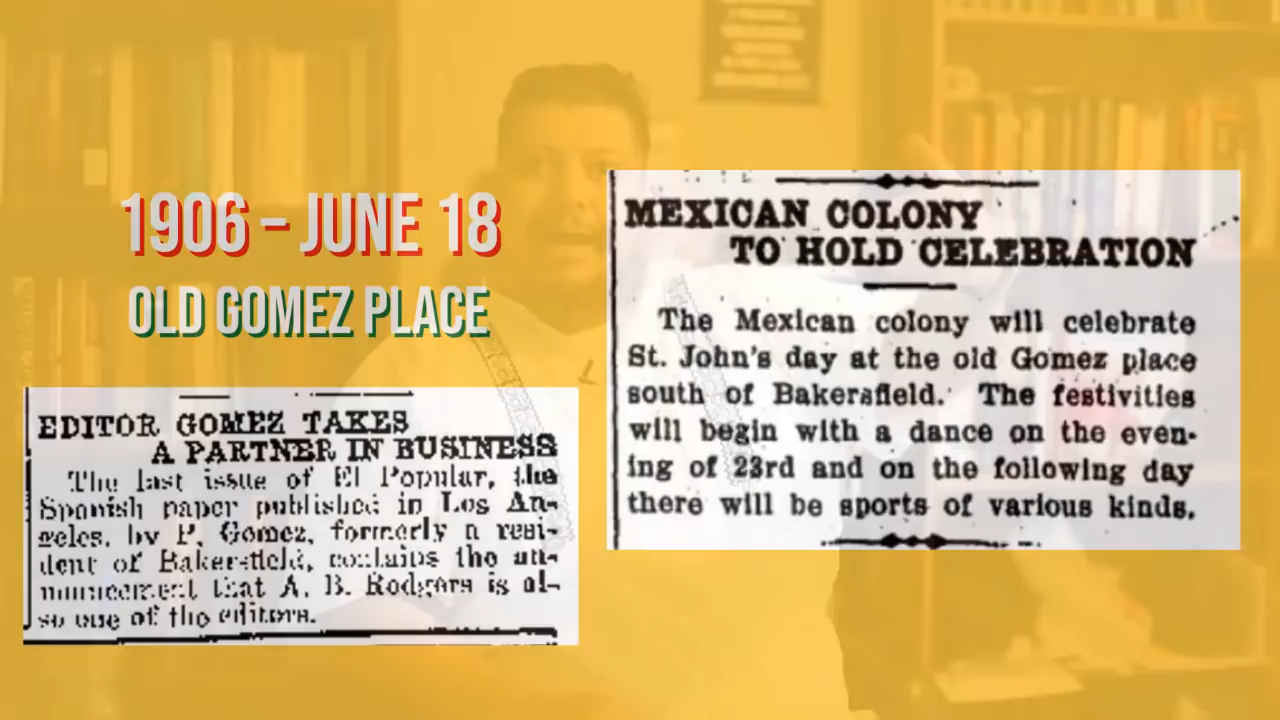 1906 – JUNE 18
OLD GOMEZ PLACE
EDITOR GOMEZ TAKES
A PARTNER IN BUSINESS
The last issue of El Popular, the
Spanish paper published in Los An-
geles, by P. Gomez, formerly a resi-
dent of Bakersfield, contains the an-
nouncement that A. B. Rodgers is al-
so one of the editors.
MEXICAN COLONY
TO HOLD CELEBRATION
The Mexican colony will celebrate
St. John's day at the old Gomez place
south of Bakersfield. The festivities
will begin with a dance on the even-
ing of 23rd and on the following day
there will be sports of various kinds.